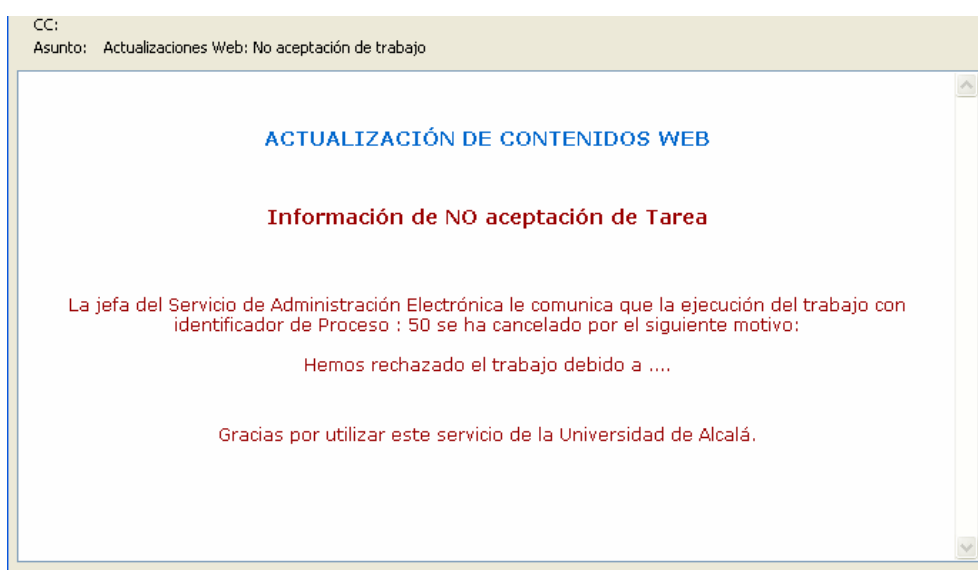 CC:
Asunto: Actualizaciones Web: No aceptación de trabajo
ACTUALIZACIÓN DE CONTENIDOS WEB
Información de NO aceptación de Tarea
La jefa del Servicio de Administración Electrónica le comunica que la ejecución del trabajo con
identificador de Proceso : 50 se ha cancelado por el siguiente motivo:
Hemos rechazado el trabajo debido a ....
Gracias por utilizar este servicio de la Universidad de Alcalá.